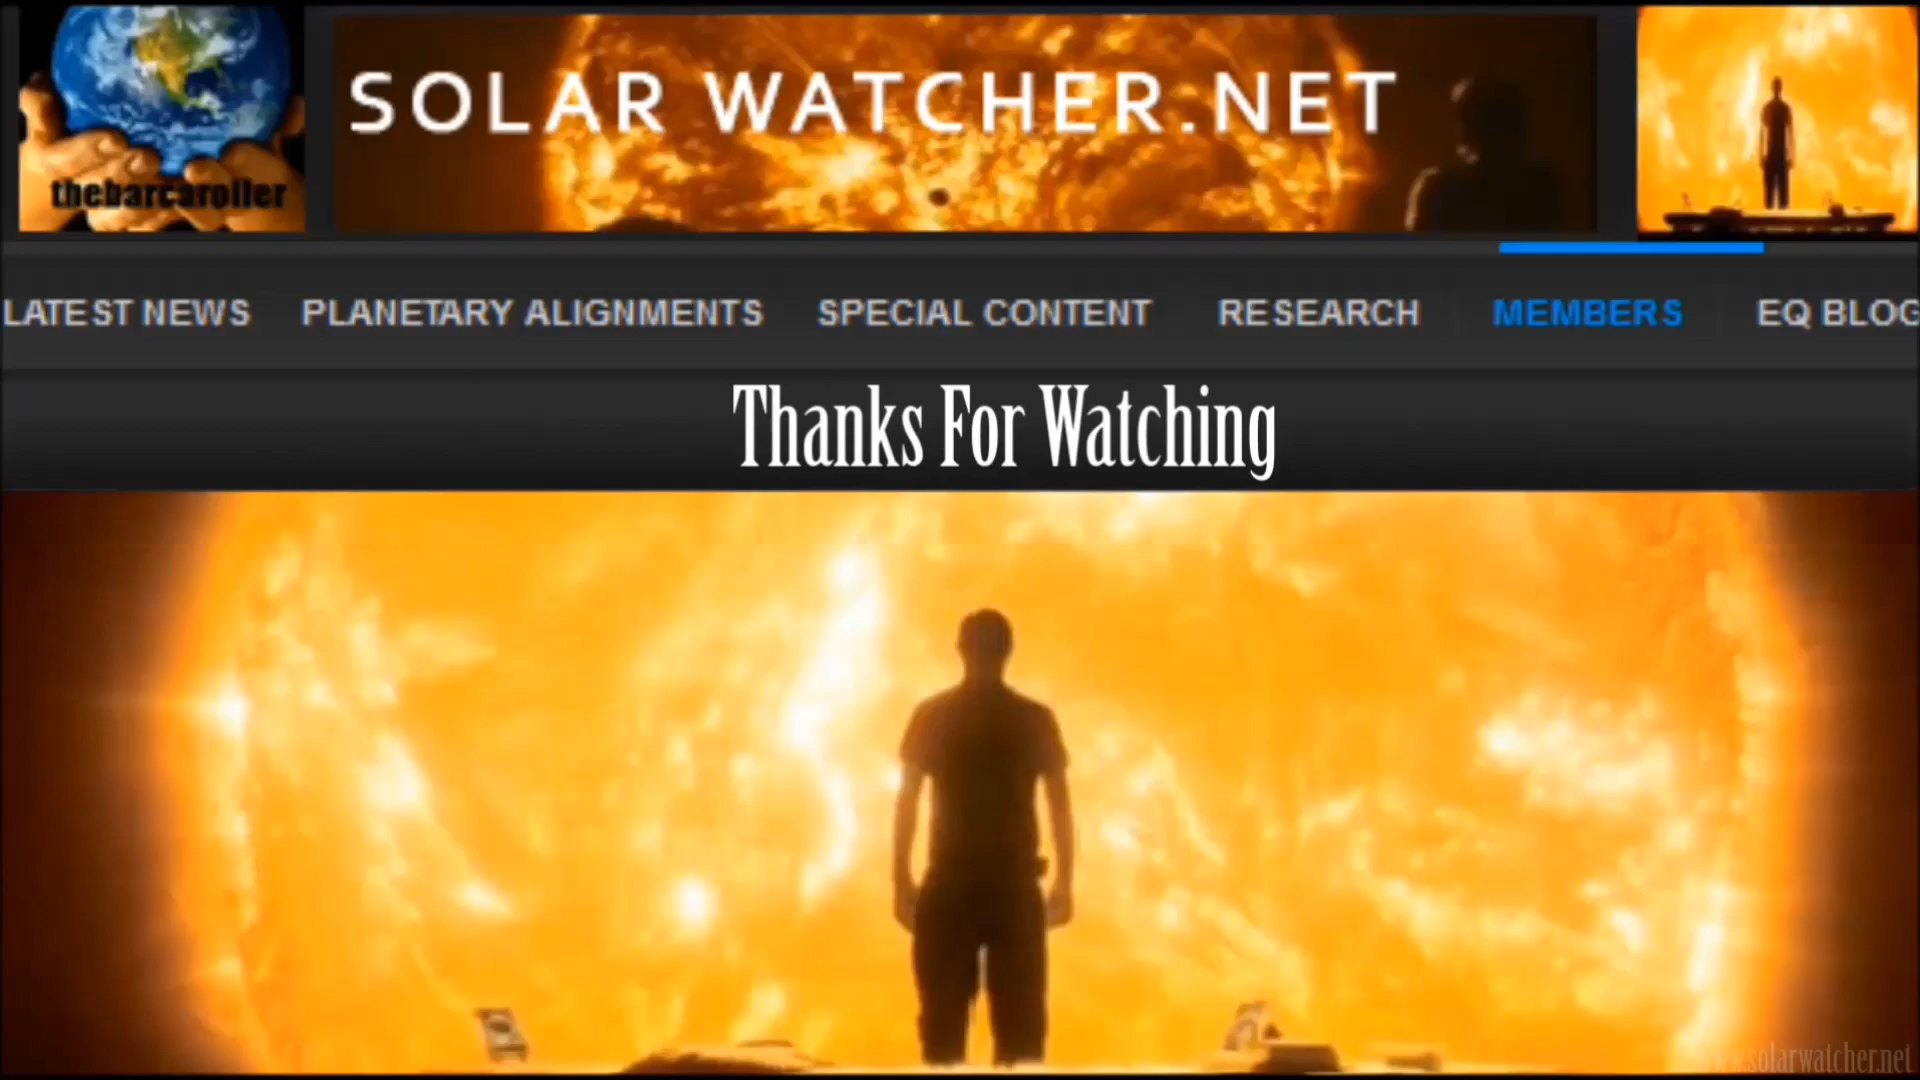 SOLAR WATCHER.NET
thebarcaroller
LATEST NEWS PLANETARY ALIGNMENTS SPECIAL CONTENT RESEARCH MEMBERS EQ BLOG
Thanks For Watching
solarwatcher.net